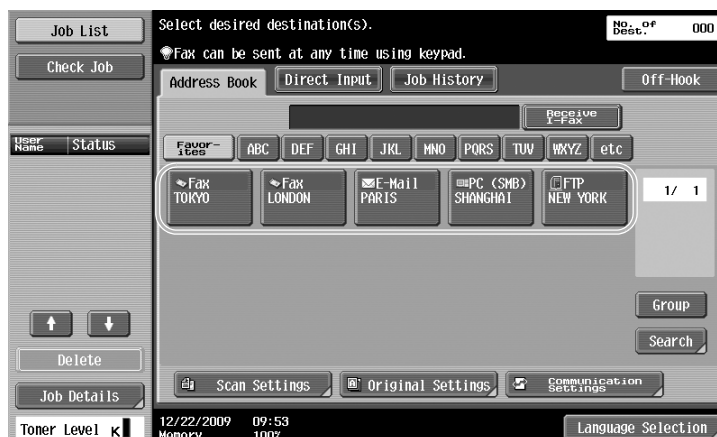 Job List
Check Job
User Name Status
Delete
Job Details
Toner Level K
Select desired destination(s).
No. of Dest. 000
Fax can be sent at any time using keypad.
Address Book Direct Input Job History Off-Hook
Receive I-Fax
Favor-ites ABC DEF GHI JKL MNO PQRS TUV WXYZ etc
Fax TOKYO
Fax LONDON
E-Mail PARIS
PC (SMB) SHANGHAI
FTP NEW YORK
1/ 1
Group
Search
Scan Settings Original Settings Communication Settings
12/22/2009 09:53
Memory 100%
Language Selection